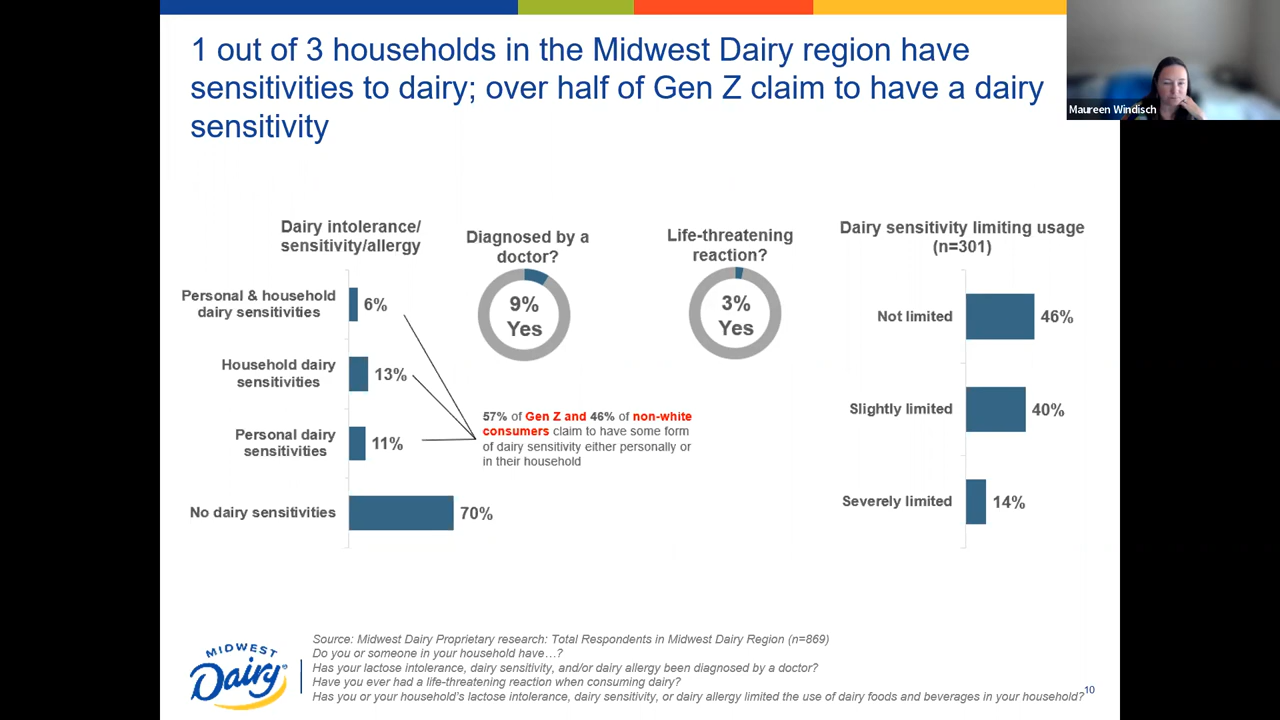 1 out of 3 households in the Midwest Dairy region have
sensitivities to dairy; over half of Gen Z claim to have a dairy
sensitivity
Maureen Windisch
Dairy intolerance/
sensitivity/allergy
Personal & household
dairy sensitivities
6%
Household dairy
sensitivities
13%
Personal dairy
sensitivities
11%
No dairy sensitivities
70%
Diagnosed by a
doctor?
9%
Yes
Life-threatening
reaction?
3%
Yes
57% of Gen Z and 46% of non-white
consumers claim to have some form
of dairy sensitivity either personally or
in their household
Dairy sensitivity limiting usage
(n=301)
Not limited
46%
Slightly limited
40%
Severely limited
14%
MIDWEST
Dairy®
Source: Midwest Dairy Proprietary research: Total Respondents in Midwest Dairy Region (n=869)
Do you or someone in your household have…?
Has your lactose intolerance, dairy sensitivity, and/or dairy allergy been diagnosed by a doctor?
Have you ever had a life-threatening reaction when consuming dairy?
Has you or your household's lactose intolerance, dairy sensitivity, or dairy allergy limited the use of dairy foods and beverages in your household?
10